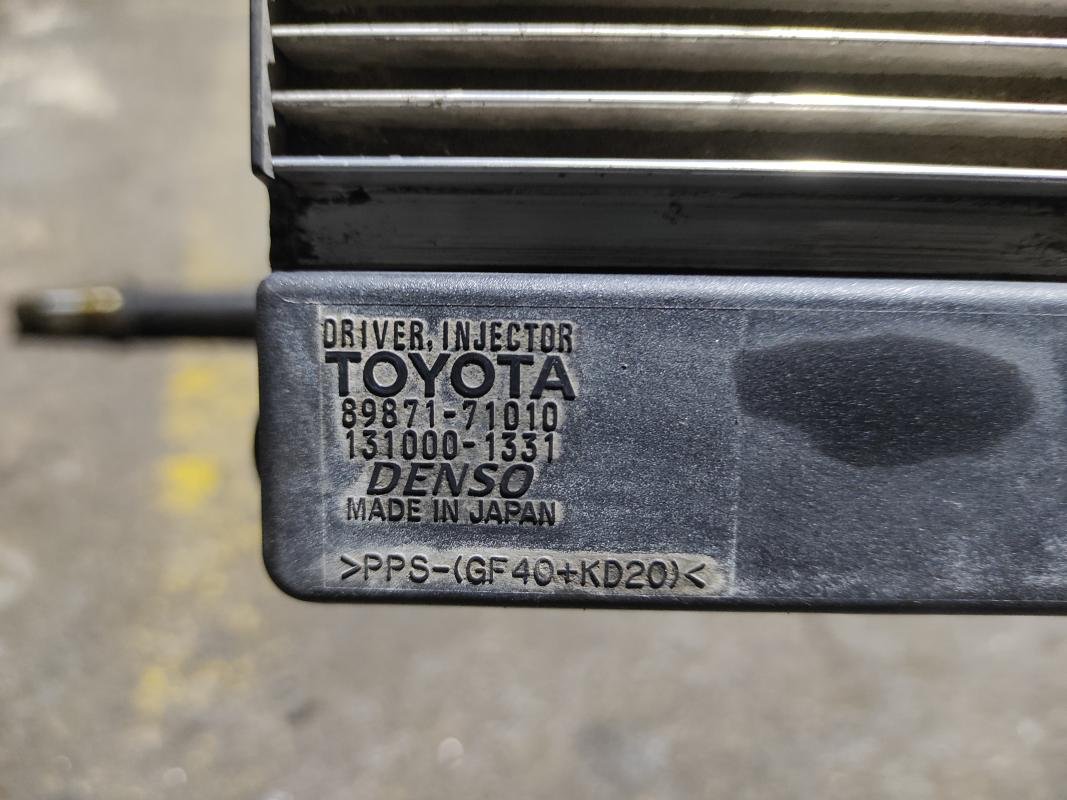 DRIVER, INJECTOR
TOYOTA
89871-71010
131000-1331
DENSO
MADE IN JAPAN
>PPS-(GF40+KD20)<